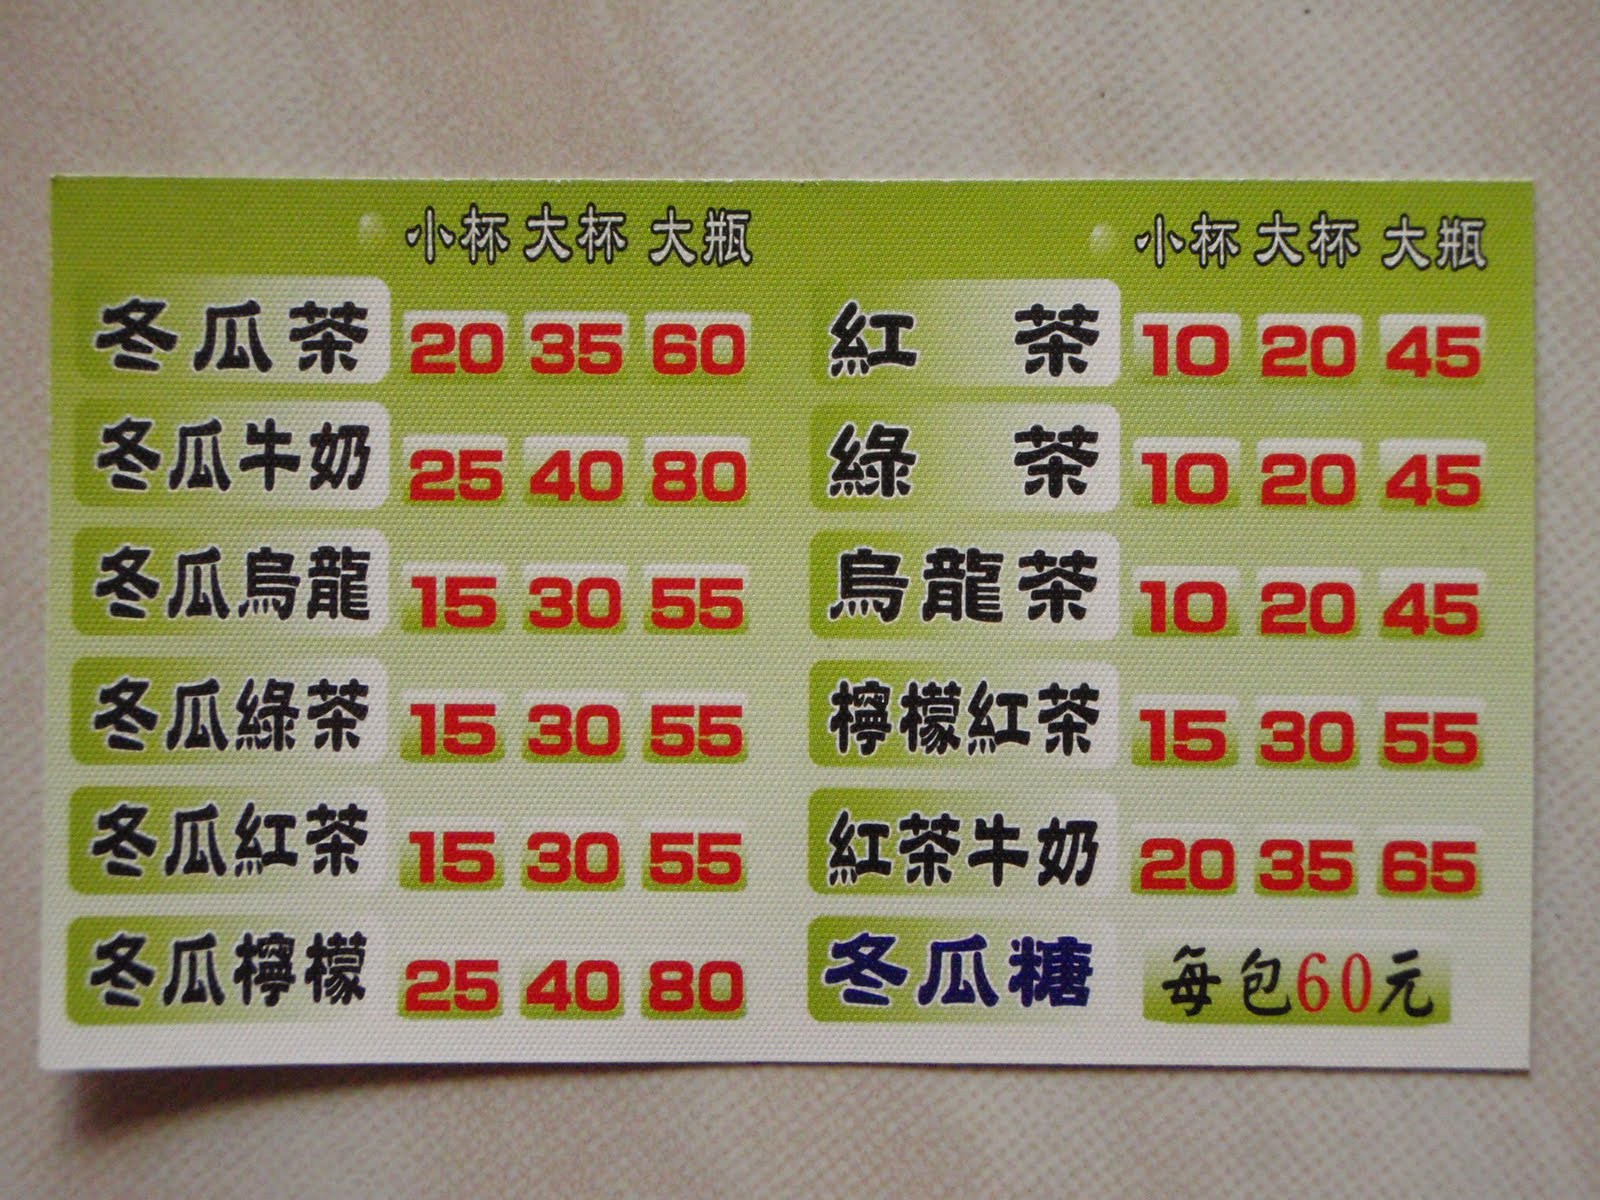 小杯 大杯 大瓶
冬瓜茶 20 35 60
冬瓜牛奶 25 40 80
冬瓜烏龍 15 30 55
冬瓜綠茶 15 30 55
冬瓜紅茶 15 30 55
冬瓜檸檬 25 40 80
小杯 大杯 大瓶
紅茶 10 20 45
綠茶 10 20 45
烏龍茶 10 20 45
檸檬紅茶 15 30 55
紅茶牛奶 20 35 65
冬瓜糖 每包60元